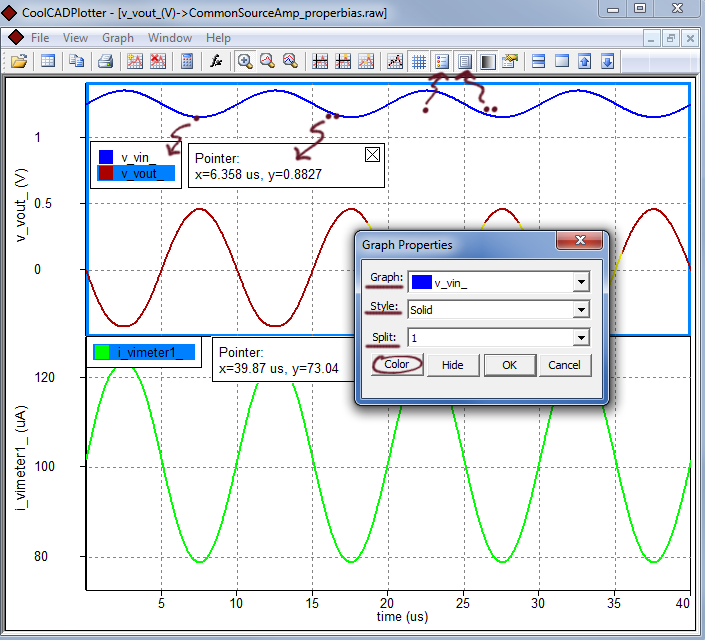 CoolCADPlotter - [v_vout_(V)->CommonSourceAmp_properbias.raw]
File View Graph Window Help
fx
v_vout_ (V)
1
0.5
0
v_vin_
v_vout_
Pointer:
x=6.358 us, y=0.8827
Graph Properties
Graph: v_vin_
Style: Solid
Split: 1
Color Hide OK Cancel
i_vimeter1_ (uA)
120
100
80
i_vimeter1_
Pointer:
x=39.87 us, y=73.04
5 10 15 20 25 30 35 40
time (us)